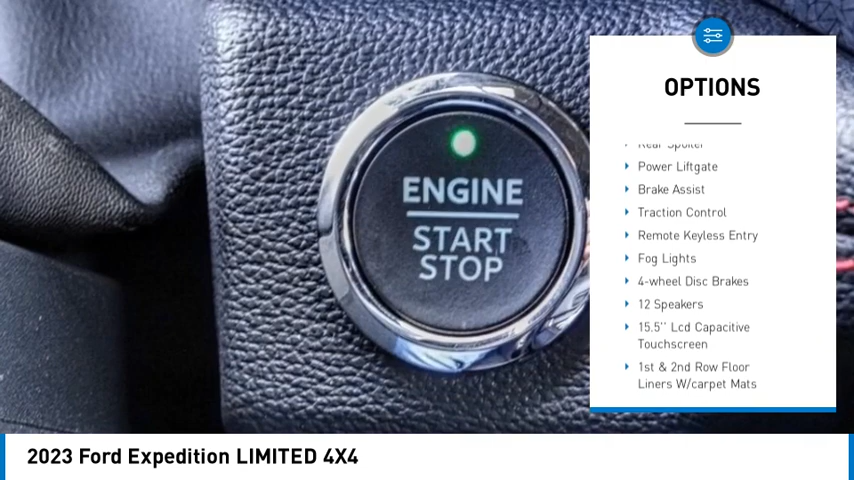 OPTIONS
Rear Spoiler
Power Liftgate
Brake Assist
Traction Control
Remote Keyless Entry
Fog Lights
4-wheel Disc Brakes
12 Speakers
15.5'' Lcd Capacitive
Touchscreen
1st & 2nd Row Floor
Liners W/carpet Mats
ENGINE
START
STOP
2023 Ford Expedition LIMITED 4X4